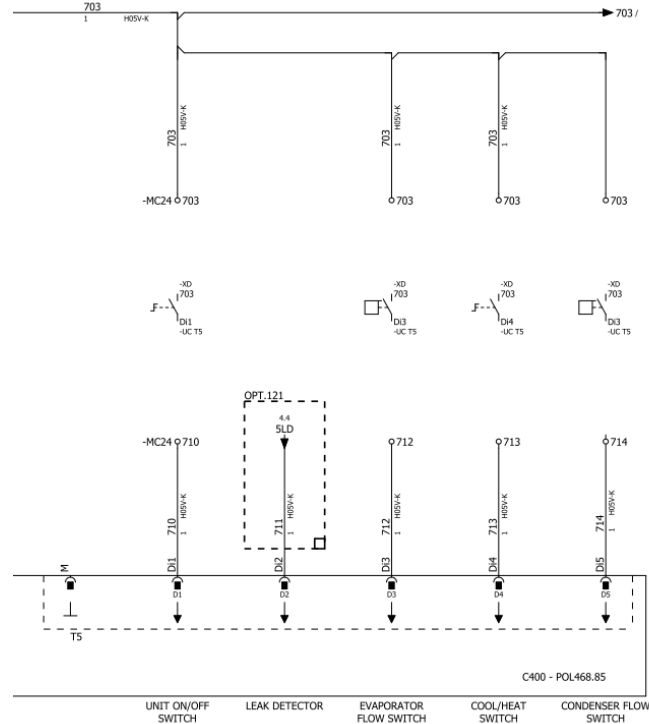 703
703 /
1 H05V-K
703
1 H05V-K
703
1 H05V-K
703
1 H05V-K
-MC24 703
703
703
703
-XD
703
Di1
-UC T5
-XD
703
Di3
-UC T5
-XD
703
Di4
-UC T5
-XD
703
Di3
-UC T5
OPT.121
4.4
5LD
-MC24 710
712
713
714
710
1 H05V-K
711
1 H05V-K
712
1 H05V-K
713
1 H05V-K
714
1 H05V-K
M
Di1
Di2
Di3
Di4
Di5
D1
D2
D3
D4
D5
T5
C400 - POL468.85
UNIT ON/OFF
SWITCH
LEAK DETECTOR
EVAPORATOR
FLOW SWITCH
COOL/HEAT
SWITCH
CONDENSER FLOW
SWITCH